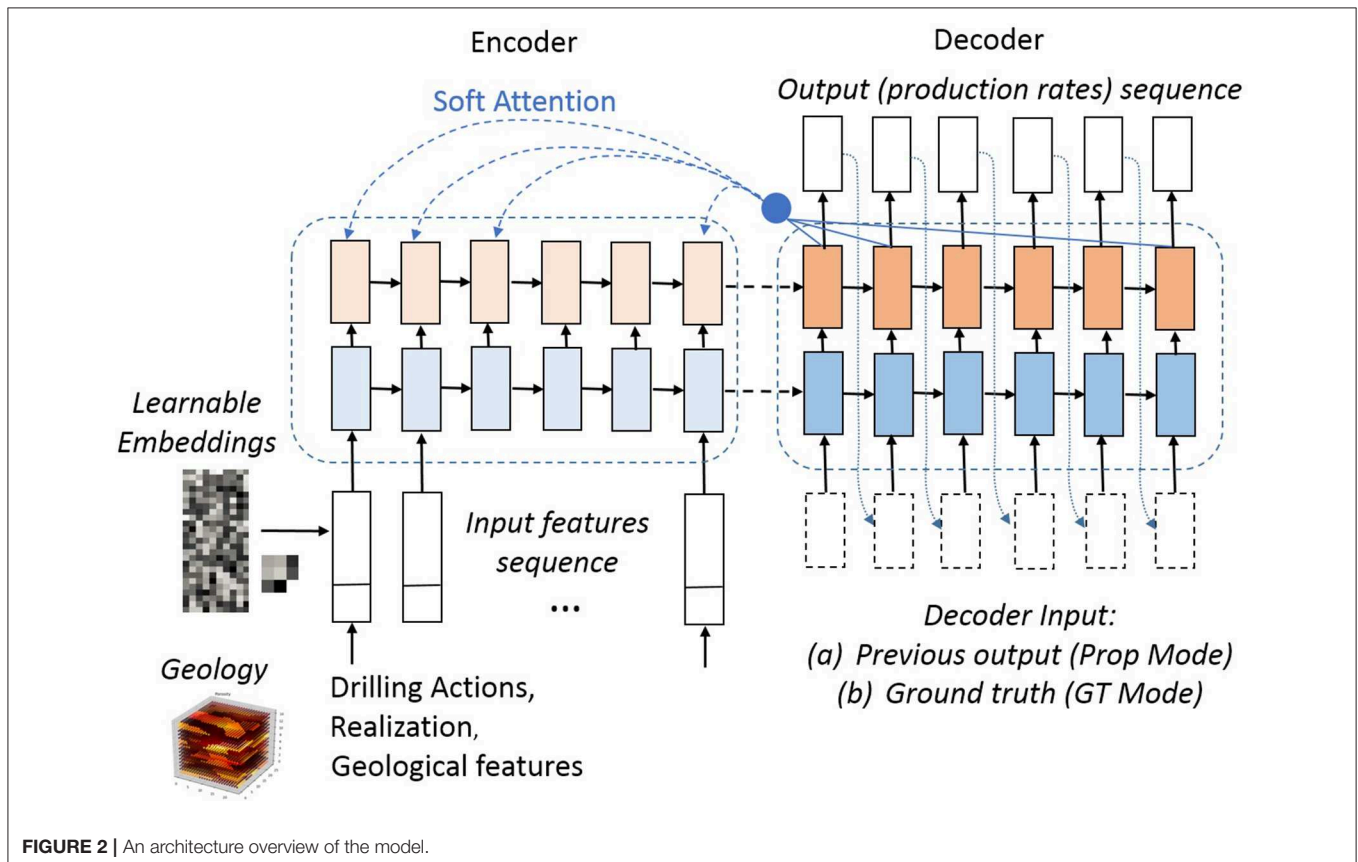 Encoder
Decoder
Soft Attention
Output (production rates) sequence
Learnable
Embeddings
Input features
sequence
...
Decoder Input:
(a) Previous output (Prop Mode)
(b) Ground truth (GT Mode)
Geology
Drilling Actions,
Realization,
Geological features
FIGURE 2 | An architecture overview of the model.